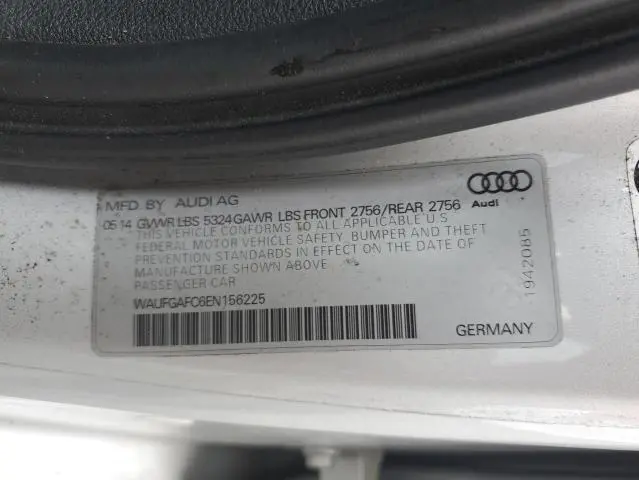 MFD BY AUDI AG
05 14 GVWR LBS 5324 GAWR LBS FRONT 2756/REAR 2756
Audi
THIS VEHICLE CONFORMS TO ALL APPLICABLE U.S
FEDERAL MOTOR VEHICLE SAFETY, BUMPER AND THEFT
PREVENTION STANDARDS IN EFFECT ON THE DATE OF
MANUFACTURE SHOWN ABOVE
PASSENGER CAR
WAUFGAFC6EN156225
GERMANY
1942085